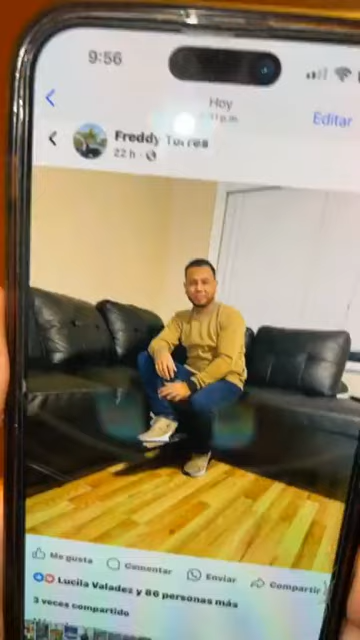 9:56
Hoy
Editar
Freddy Torres
22 h ·
Me gusta Comentar Enviar Compartir
Lucila Valades y 86 personas más
3 veces compartido